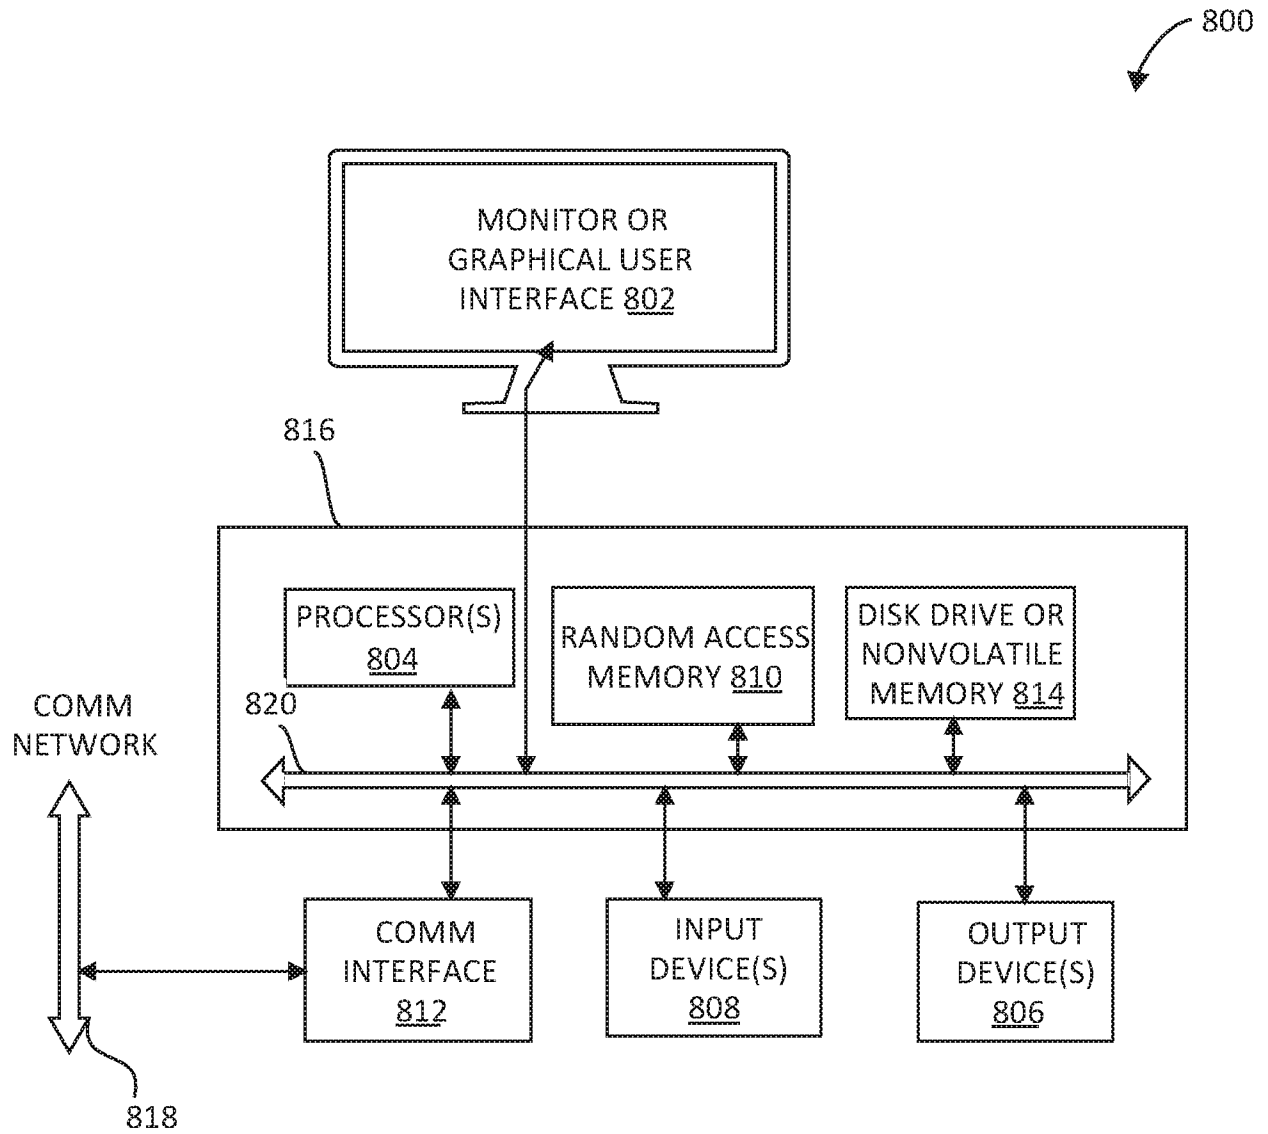 800
MONITOR OR
GRAPHICAL USER
INTERFACE 802
816
PROCESSOR(S)
804
RANDOM ACCESS
MEMORY 810
DISK DRIVE OR
NONVOLATILE
MEMORY 814
820
COMM
NETWORK
COMM
INTERFACE
812
INPUT
DEVICE(S)
808
OUTPUT
DEVICE(S)
806
818